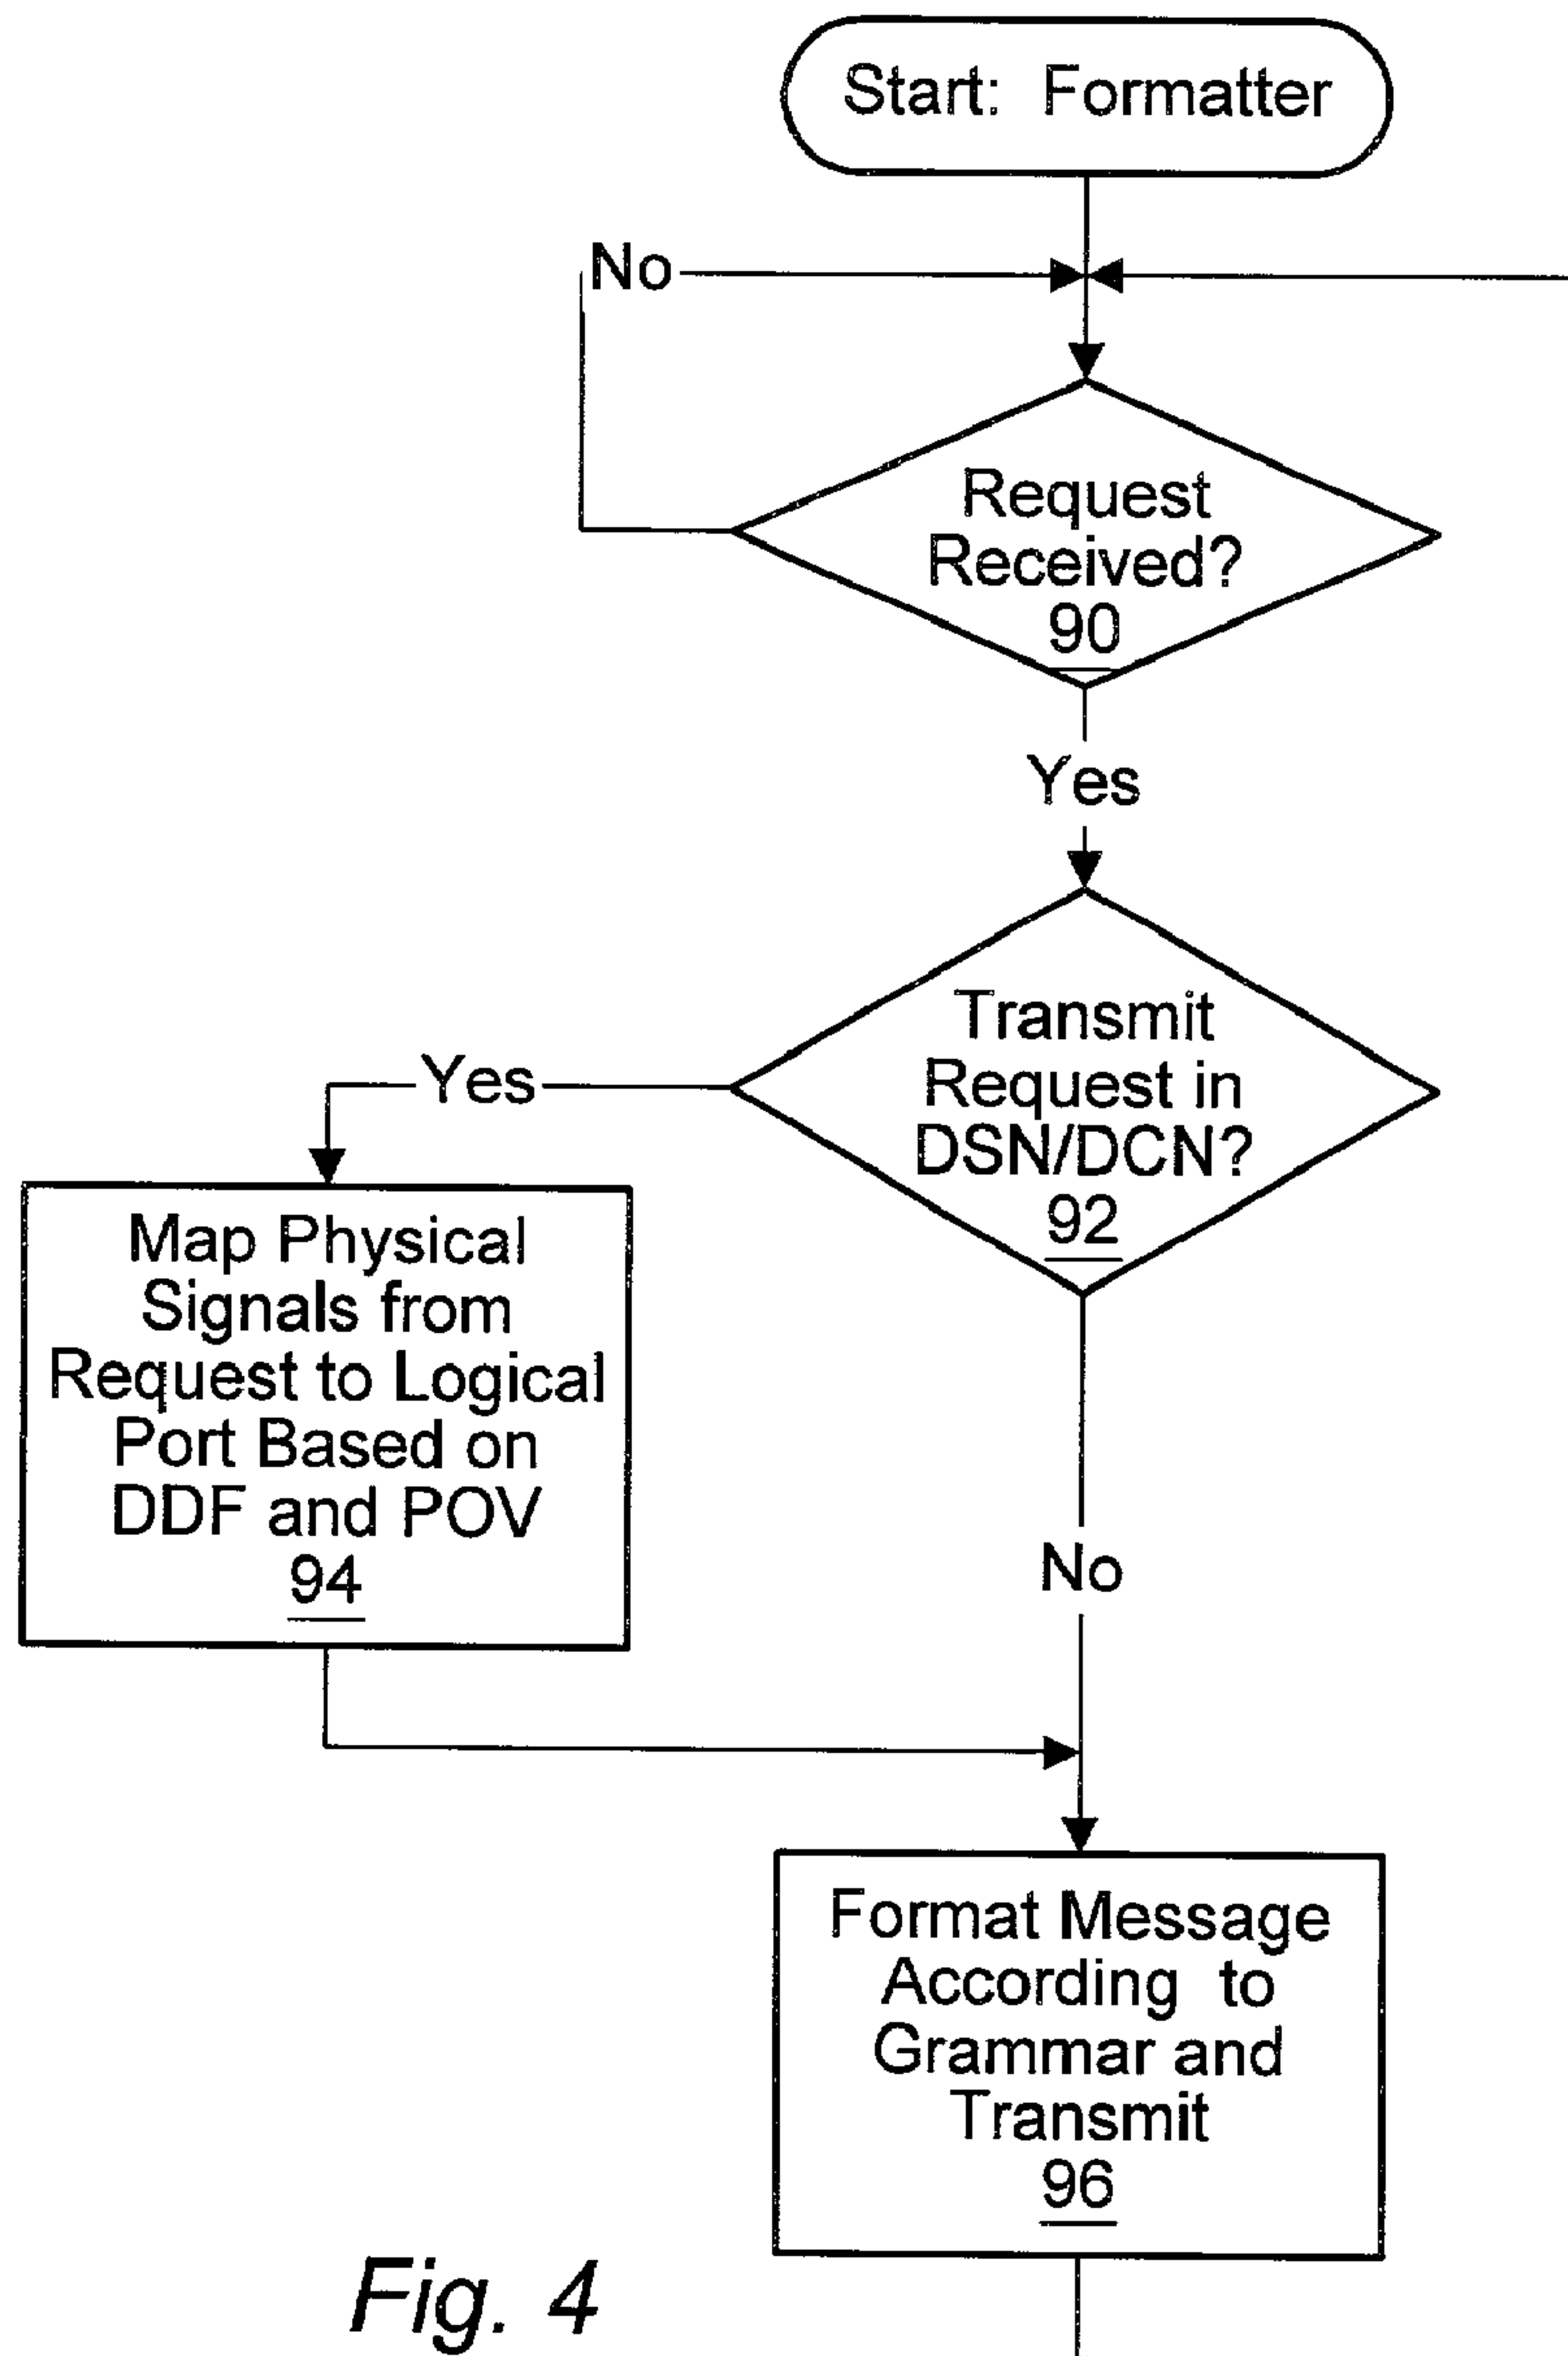 Start: Formatter
No
Request
Received?
90
Yes
Transmit
Request in
DSN/DCN?
92
Yes
Map Physical
Signals from
Request to Logical
Port Based on
DDF and POV
94
No
Format Message
According to
Grammar and
Transmit
96
Fig. 4